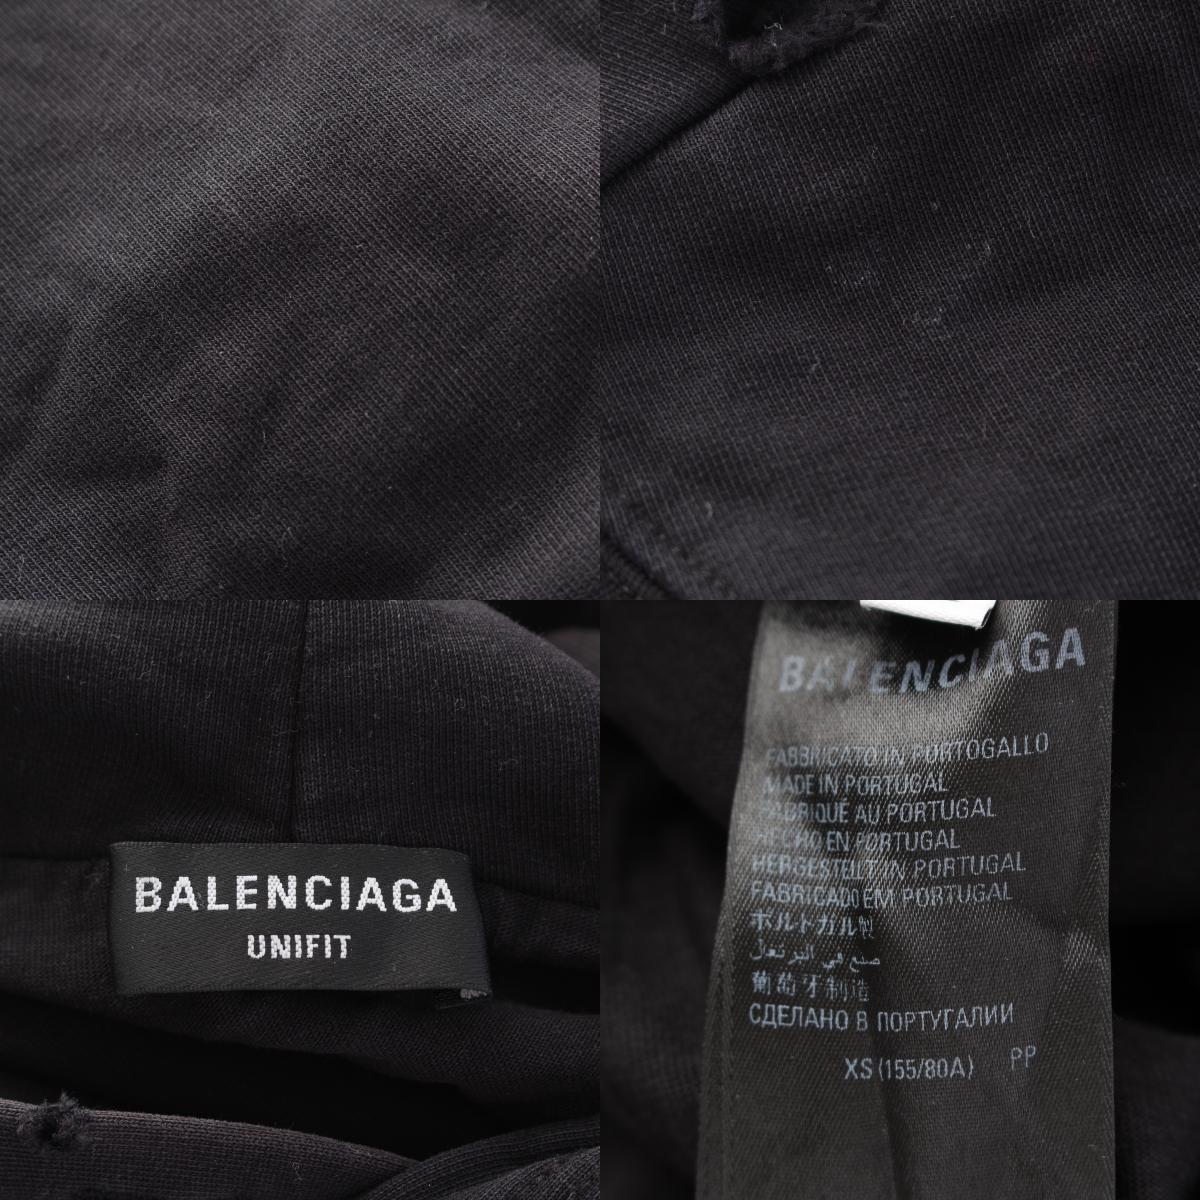 BALENCIAGA
UNIFIT
BALENCIAGA
FABBRICATO IN PORTOGALLO
MADE IN PORTUGAL
FABRIQUÉ AU PORTUGAL
HECHO EN PORTUGAL
HERGESTELLT IN PORTUGAL
FABRICADO EM PORTUGAL
ポルトガル製
صنع في البرتغال
葡萄牙制造
СДЕЛАНО В ПОРТУГАЛИИ
XS (155/80A) PP